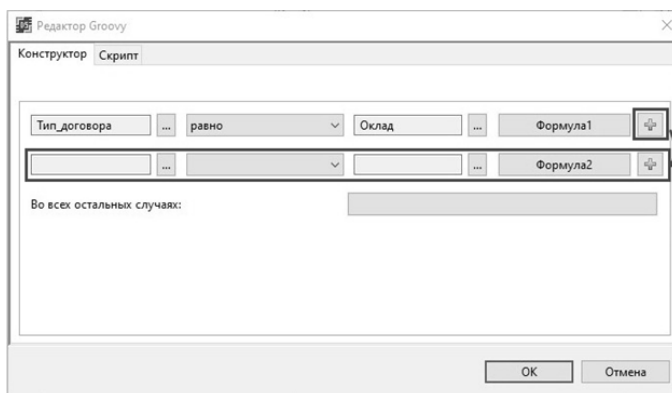 Редактор Groovy
Конструктор Скрипт
Тип_договора ... равно Оклад ... Формула1
... ... Формула2
Во всех остальных случаях:
OK Отмена